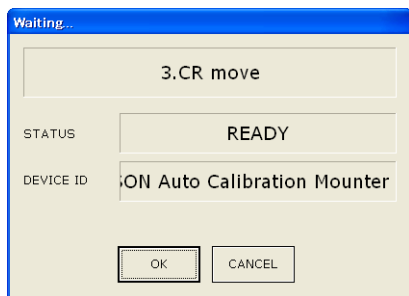 Waiting...
3.CR move
STATUS READY
DEVICE ID SON Auto Calibration Mounter
OK CANCEL